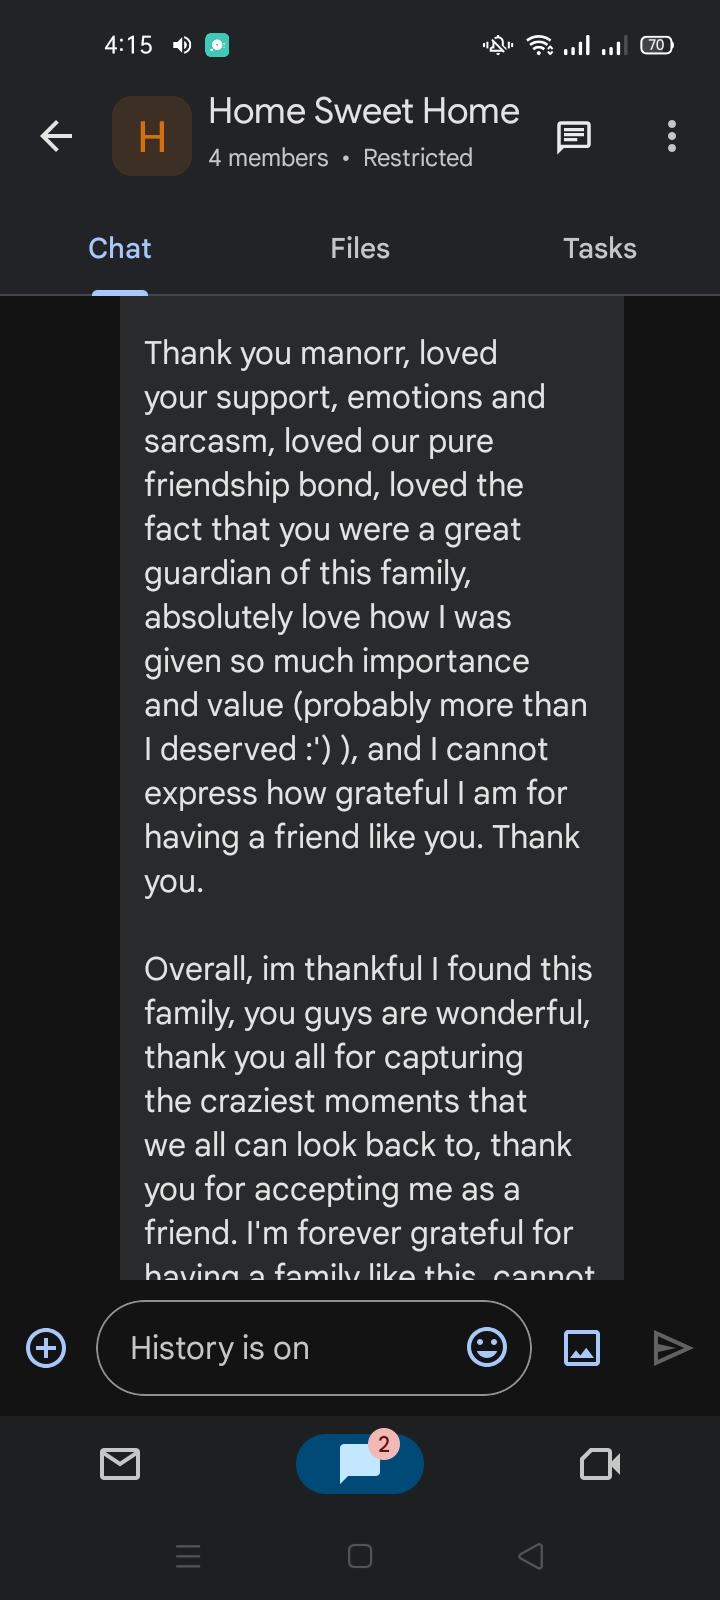 4:15
70
H
Home Sweet Home
4 members • Restricted
Chat
Files
Tasks
Thank you manorr, loved
your support, emotions and
sarcasm, loved our pure
friendship bond, loved the
fact that you were a great
guardian of this family,
absolutely love how I was
given so much importance
and value (probably more than
I deserved :') ), and I cannot
express how grateful I am for
having a friend like you. Thank
you.
Overall, im thankful I found this
family, you guys are wonderful,
thank you all for capturing
the craziest moments that
we all can look back to, thank
you for accepting me as a
friend. I'm forever grateful for
having a family like this, cannot
History is on
2